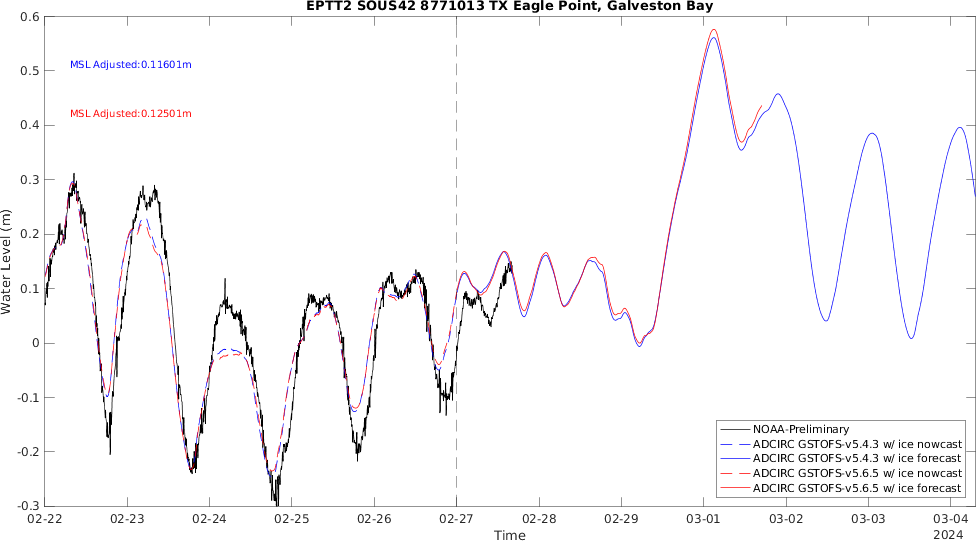 EPTT2 SOUS42 8771013 TX Eagle Point, Galveston Bay
0.6
0.5
0.4
0.3
0.2
0.1
0
-0.1
-0.2
-0.3
Water Level (m)
MSL Adjusted:0.11601m
MSL Adjusted:0.12501m
NOAA-Preliminary
ADCIRC GSTOFS-v5.4.3 w/ ice nowcast
ADCIRC GSTOFS-v5.4.3 w/ ice forecast
ADCIRC GSTOFS-v5.6.5 w/ ice nowcast
ADCIRC GSTOFS-v5.6.5 w/ ice forecast
02-22 02-23 02-24 02-25 02-26 02-27 02-28 02-29 03-01 03-02 03-03 03-04
Time
2024